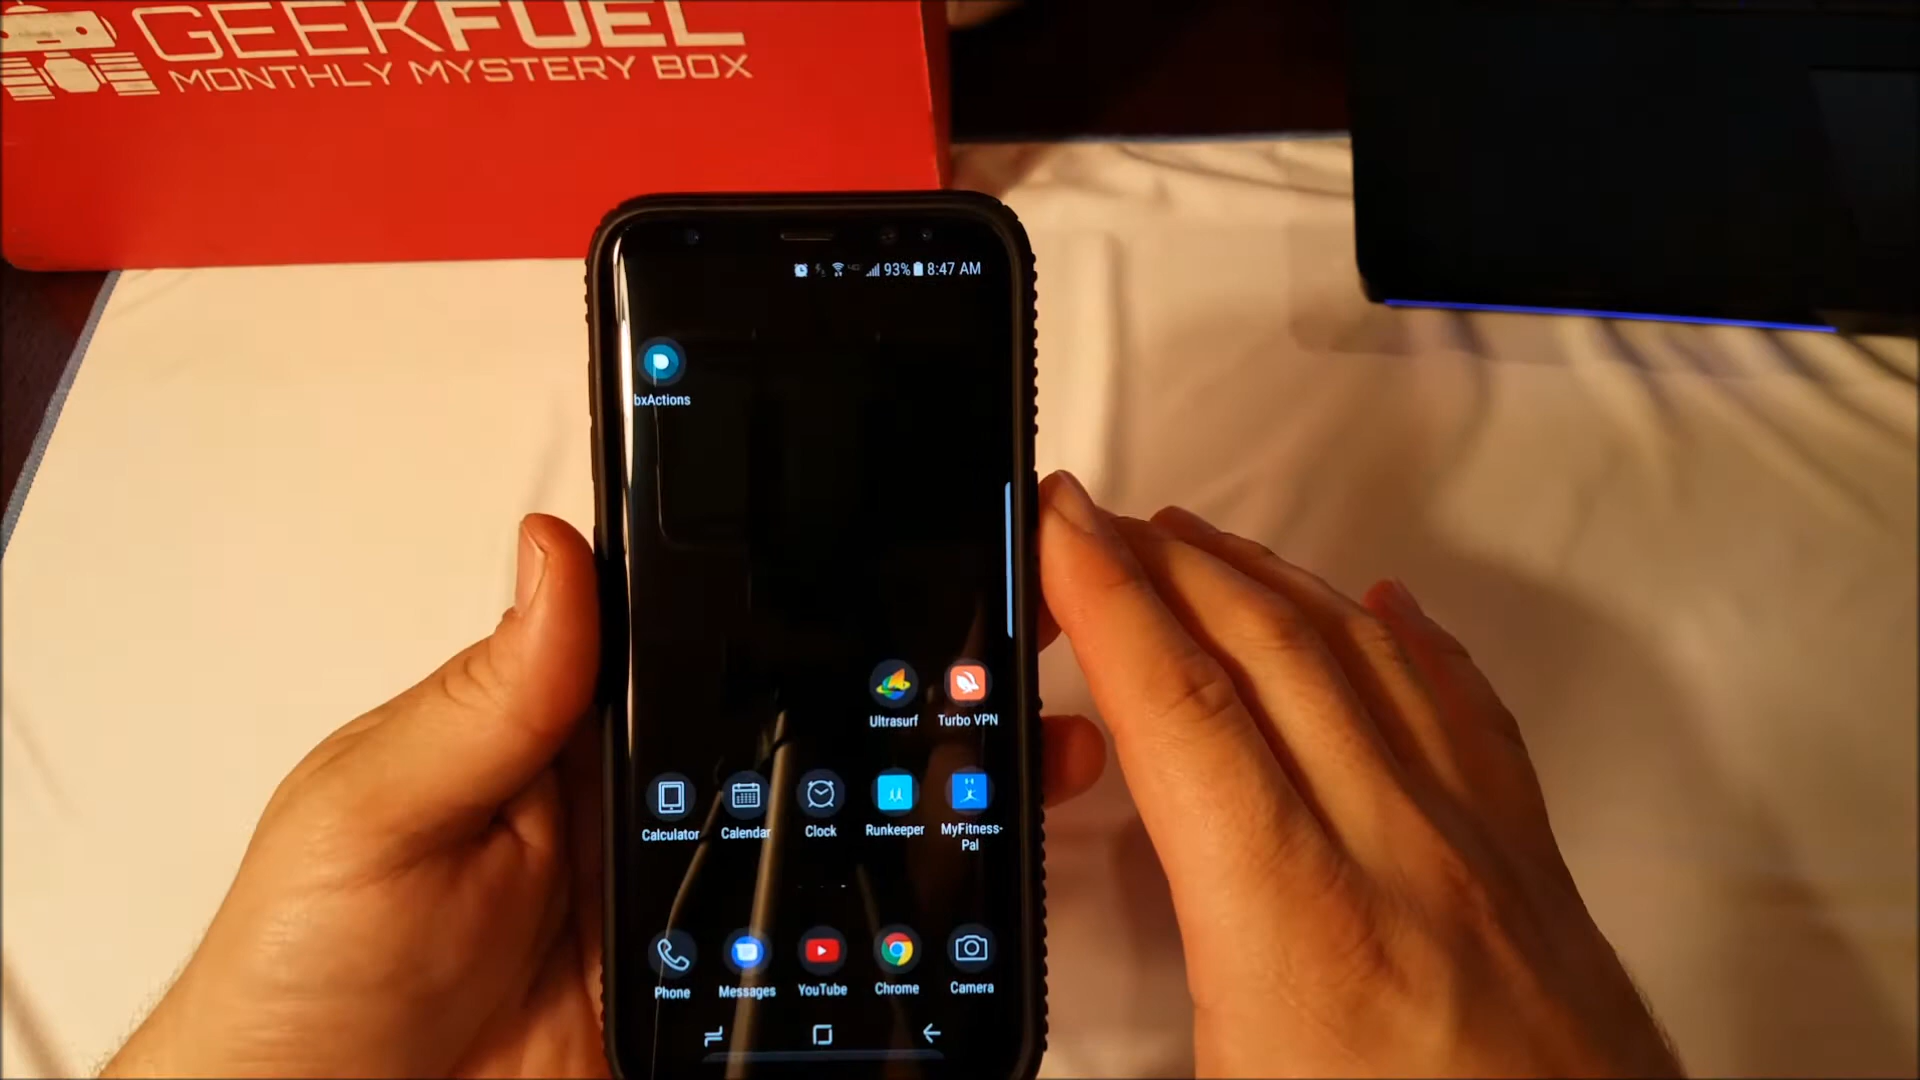 GEEKFUEL
MONTHLY MYSTERY BOX
93% 8:47 AM
bxActions
Ultrasurf Turbo VPN
Calculator Calendar Clock Runkeeper MyFitness-
Pal
Phone Messages YouTube Chrome Camera